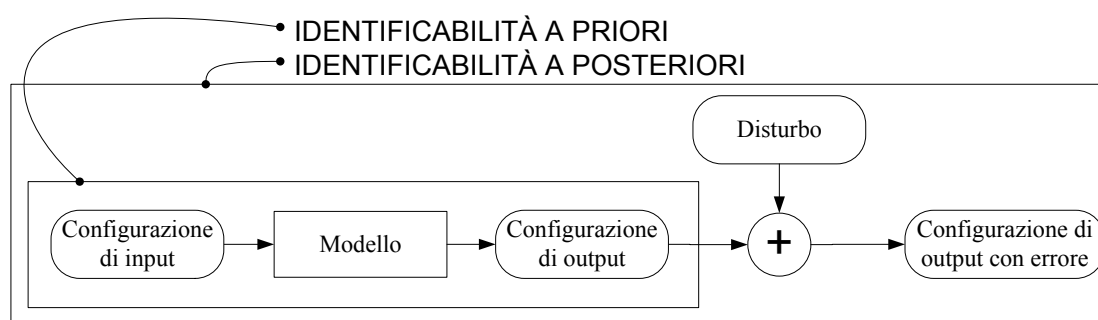 IDENTIFICABILITÀ A PRIORI
IDENTIFICABILITÀ A POSTERIORI
Disturbo
Configurazione
di input
Modello
Configurazione
di output
+
Configurazione di
output con errore